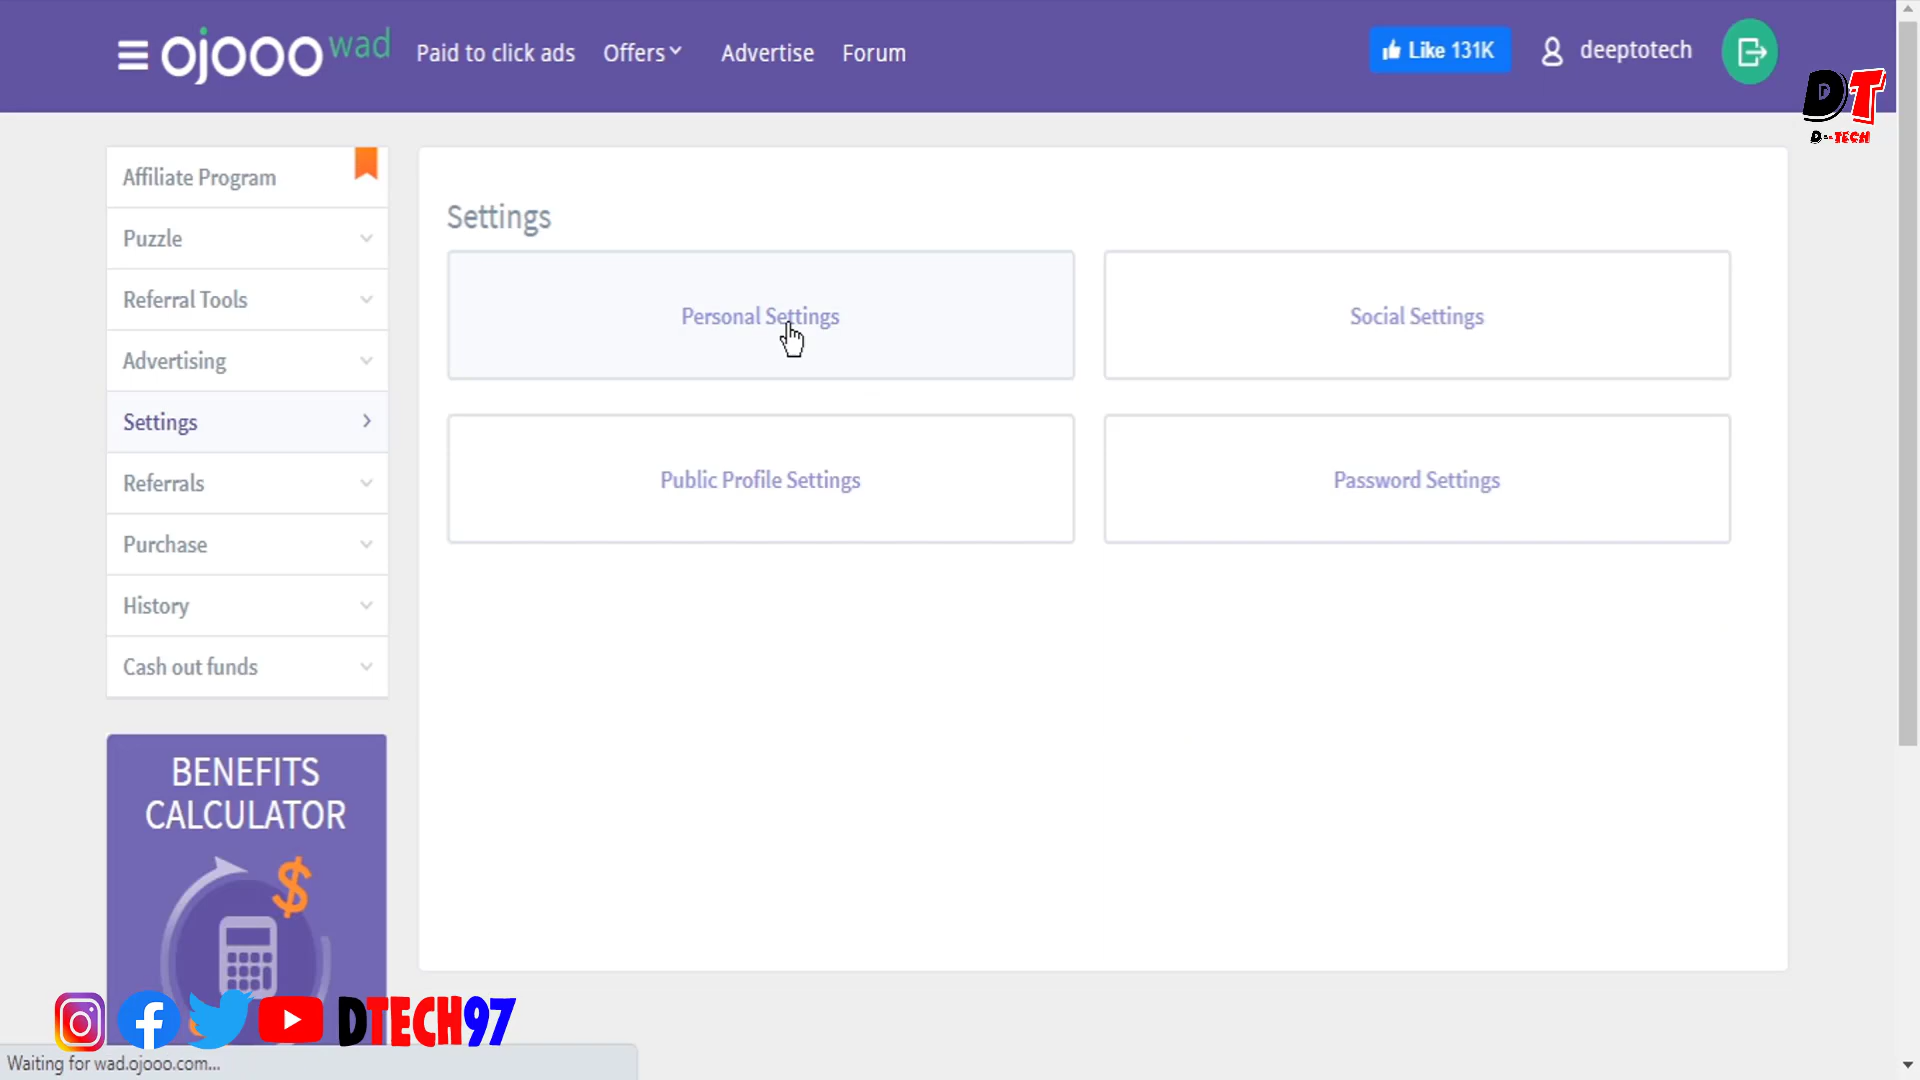 ojooo wad Paid to click ads Offers Advertise Forum Like 131K deeptotech
DT
D--TECH
Affiliate Program
Puzzle
Referral Tools
Advertising
Settings
Referrals
Purchase
History
Cash out funds
Settings
Personal Settings Social Settings
Public Profile Settings Password Settings
BENEFITS
CALCULATOR
$
DTECH97
Waiting for wad.ojooo.com...